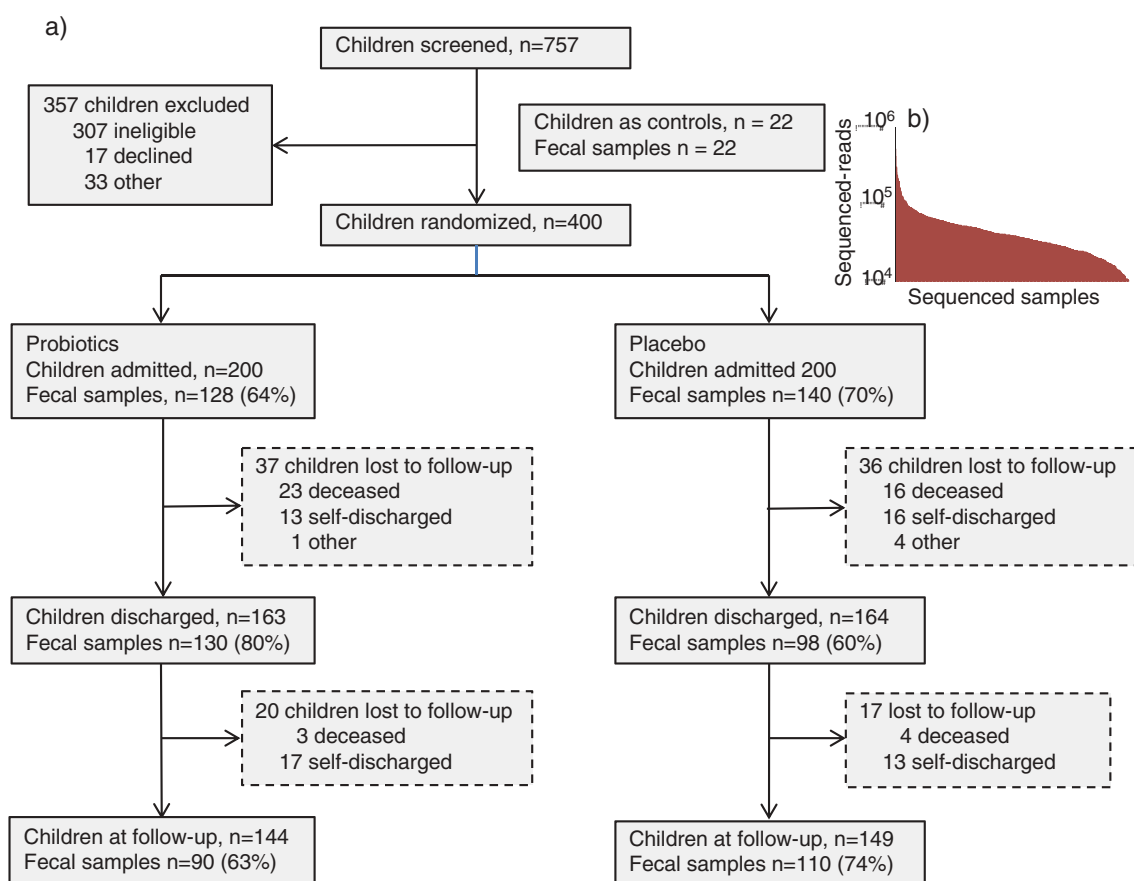 a)
Children screened, n=757
357 children excluded
307 ineligible
17 declined
33 other
Children as controls, n = 22
Fecal samples n = 22
Children randomized, n=400
b)
10^6
10^5
10^4
Sequenced-reads
Sequenced samples
Probiotics
Children admitted, n=200
Fecal samples, n=128 (64%)
Placebo
Children admitted 200
Fecal samples n=140 (70%)
37 children lost to follow-up
23 deceased
13 self-discharged
1 other
36 children lost to follow-up
16 deceased
16 self-discharged
4 other
Children discharged, n=163
Fecal samples n=130 (80%)
Children discharged, n=164
Fecal samples n=98 (60%)
20 children lost to follow-up
3 deceased
17 self-discharged
17 lost to follow-up
4 deceased
13 self-discharged
Children at follow-up, n=144
Fecal samples n=90 (63%)
Children at follow-up, n=149
Fecal samples n=110 (74%)